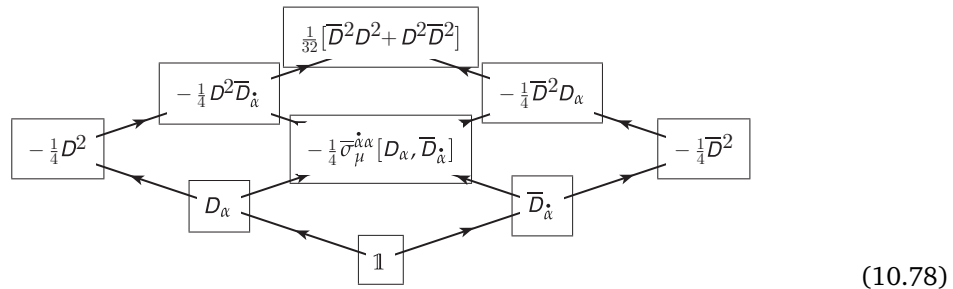 1/32 [D̅²D² + D²D̅²]
− 1/4 D²D̅_α̇
− 1/4 D̅²D_α
− 1/4 D²
− 1/4 σ̅_μ^α̇α [D_α, D̅_α̇]
− 1/4 D̅²
D_α
D̅_α̇
𝟙
(10.78)